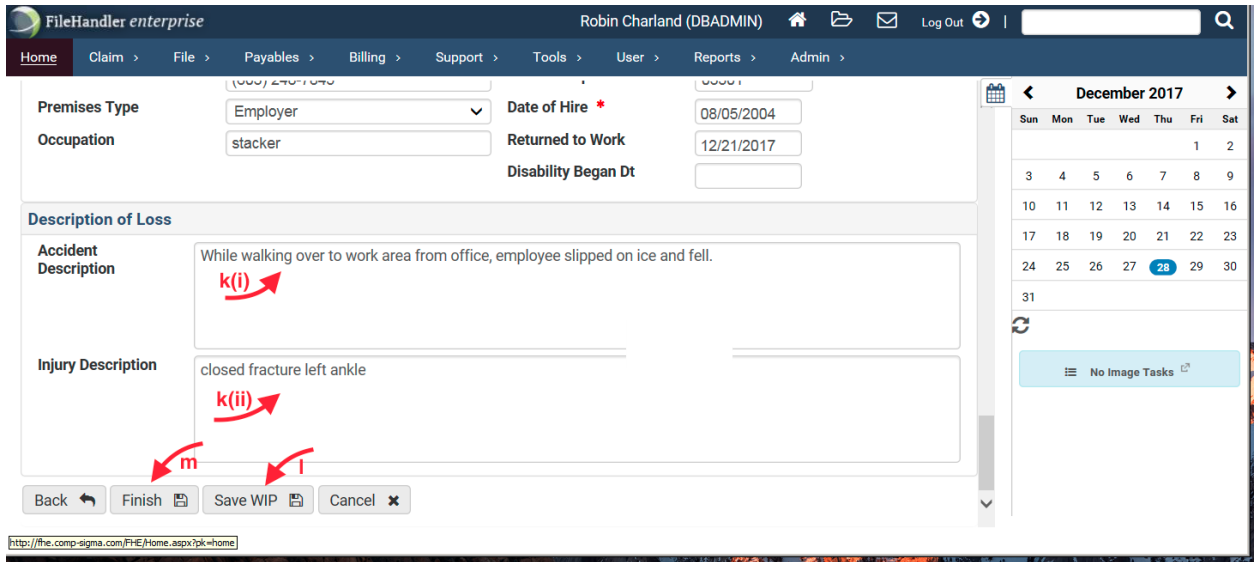 FileHandler enterprise
Robin Charland (DBADMIN)
Log Out
|
Home
Claim >
File >
Payables >
Billing >
Support >
Tools >
User >
Reports >
Admin >
Premises Type
Employer
Date of Hire *
08/05/2004
Occupation
stacker
Returned to Work
12/21/2017
Disability Began Dt
Description of Loss
Accident
Description
While walking over to work area from office, employee slipped on ice and fell.
k(i)
Injury Description
closed fracture left ankle
k(ii)
m
l
Back
Finish
Save WIP
Cancel
http://fhe.comp-sigma.com/FHE/Home.aspx?pk=home
December 2017
Sun Mon Tue Wed Thu Fri Sat
1 2
3 4 5 6 7 8 9
10 11 12 13 14 15 16
17 18 19 20 21 22 23
24 25 26 27 28 29 30
31
No Image Tasks